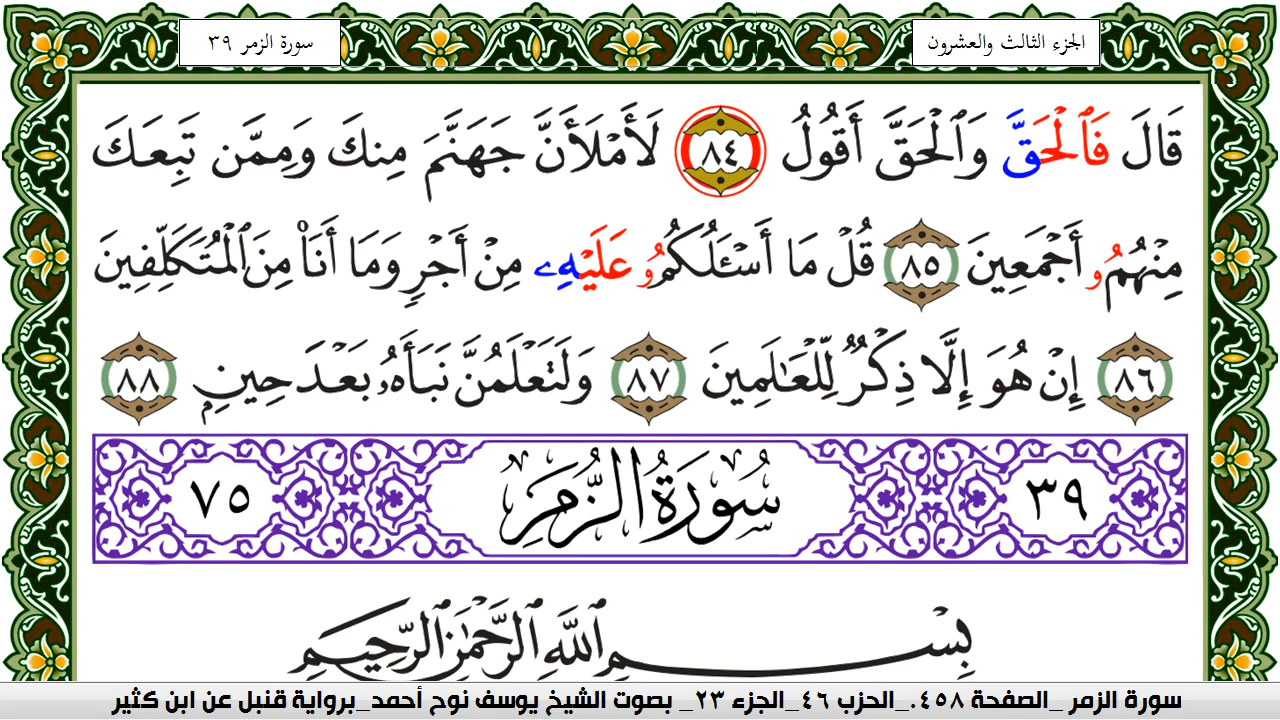 الجزء الثالث والعشرون
سورة الزمر ٣٩
قَالَ فَٱلْحَقَّ وَٱلْحَقَّ أَقُولُ ٨٤ لَأَمْلَأَنَّ جَهَنَّمَ مِنكَ وَمِمَّن تَبِعَكَ
مِنْهُمُۥ أَجْمَعِينَ ٨٥ قُلْ مَا أَسْـَٔلُكُمُۥ عَلَيْهِۦ مِنْ أَجْرٍ وَمَا أَنَا۠ مِنَ ٱلْمُتَكَلِّفِينَ
٨٦ إِنْ هُوَ إِلَّا ذِكْرٌ لِّلْعَٰلَمِينَ ٨٧ وَلَتَعْلَمُنَّ نَبَأَهُۥ بَعْدَ حِينٍۭ ٨٨
٣٩ سُورَةُ الزُّمَرِ ٧٥
بِسْمِ ٱللَّهِ ٱلرَّحْمَٰنِ ٱلرَّحِيمِ
سورة الزمر _الصفحة ٤٥٨._الحزب ٤٦_الجزء ٢٣_ بصوت الشيخ يوسف نوح أحمد_برواية قنبل عن ابن كثير